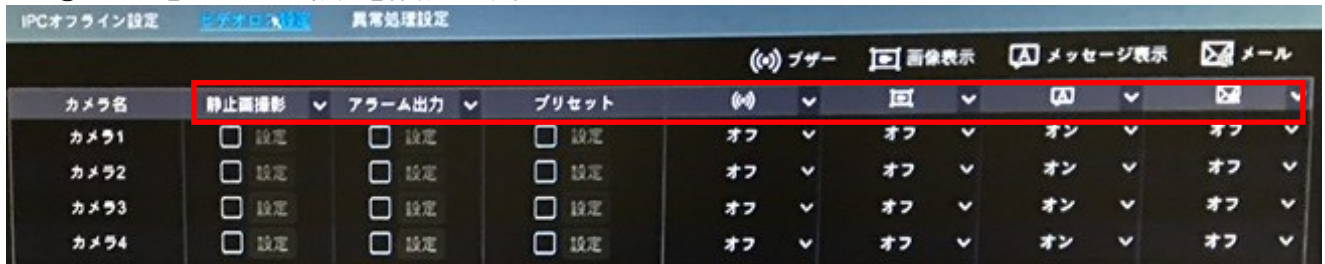 IPCオフライン設定 ビデオロス設定 異常処理設定
ブザー 画像表示 A メッセージ表示 メール
カメラ名 静止画撮影 アラーム出力 プリセット A
カメラ1 設定 設定 設定 オフ オフ オン オフ
カメラ2 設定 設定 設定 オフ オフ オン オフ
カメラ3 設定 設定 設定 オフ オフ オン オフ
カメラ4 設定 設定 設定 オフ オフ オン オフ